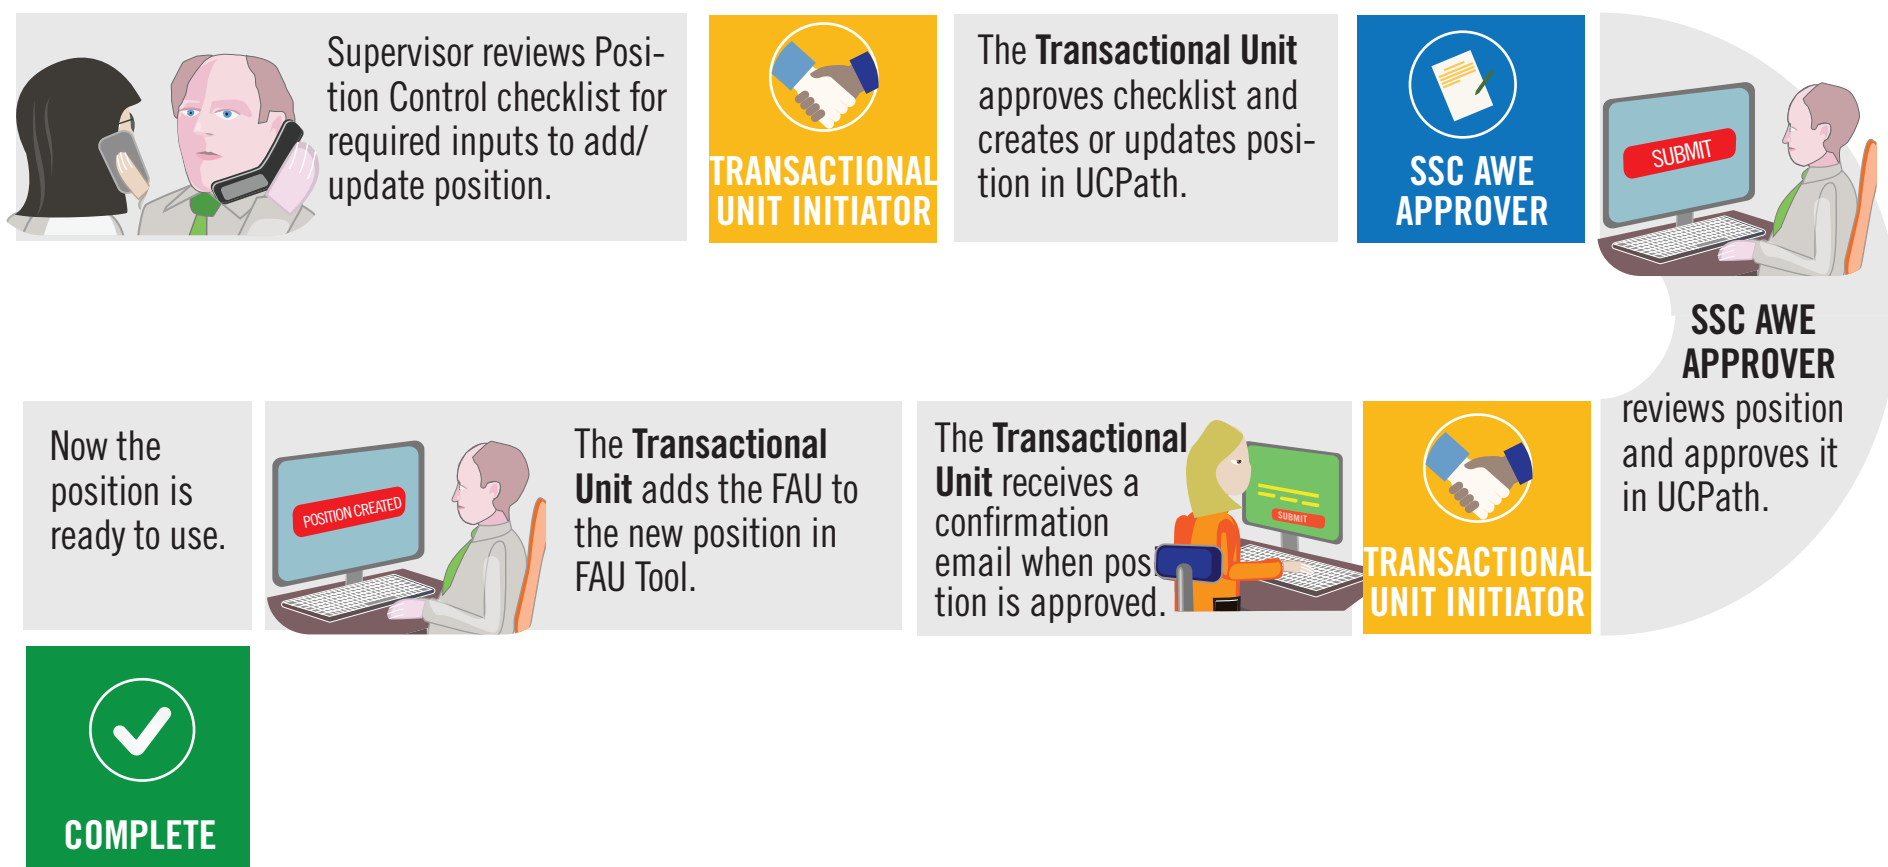 Supervisor reviews Posi-
tion Control checklist for
required inputs to add/
update position.
TRANSACTIONAL
UNIT INITIATOR
The Transactional Unit
approves checklist and
creates or updates posi-
tion in UCPath.
SSC AWE
APPROVER
SUBMIT
SSC AWE
APPROVER
reviews position
and approves it
in UCPath.
TRANSACTIONAL
UNIT INITIATOR
The Transactional
Unit receives a
confirmation
email when pos
tion is approved.
SUBMIT
The Transactional
Unit adds the FAU to
the new position in
FAU Tool.
POSITION CREATED
Now the
position is
ready to use.
COMPLETE